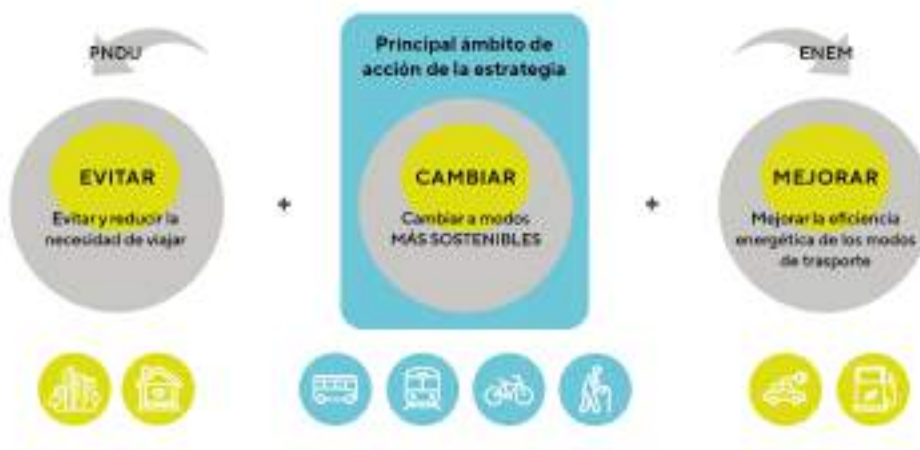 PNDU
EVITAR
Evitar y reducir la
necesidad de viajar
+
Principal ámbito de
acción de la estrategia
CAMBIAR
Cambiar a modos
MÁS SOSTENIBLES
+
ENEM
MEJORAR
Mejorar la eficiencia
energética de los modos
de trasporte